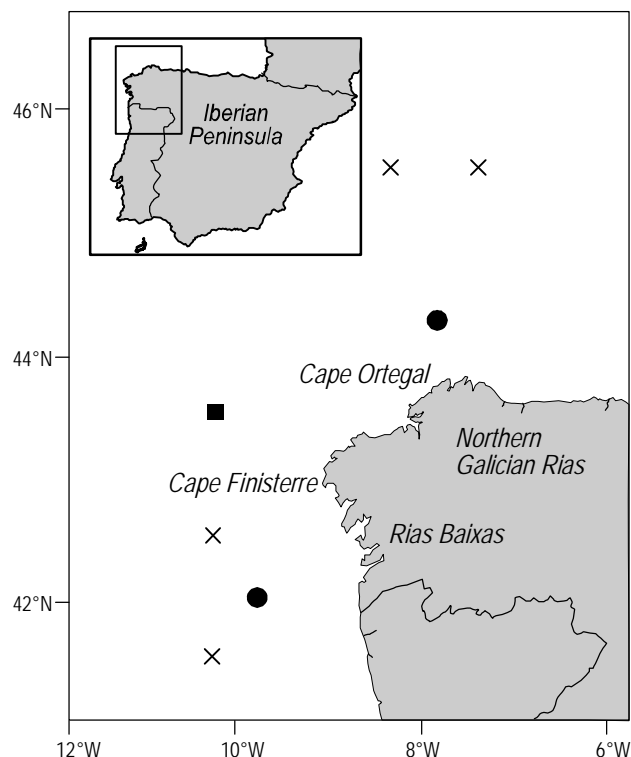 46°N
Iberian
Peninsula
44°N
Cape Ortegal
Northern
Galician Rias
Cape Finisterre
Rias Baixas
42°N
12°W
10°W
8°W
6°W